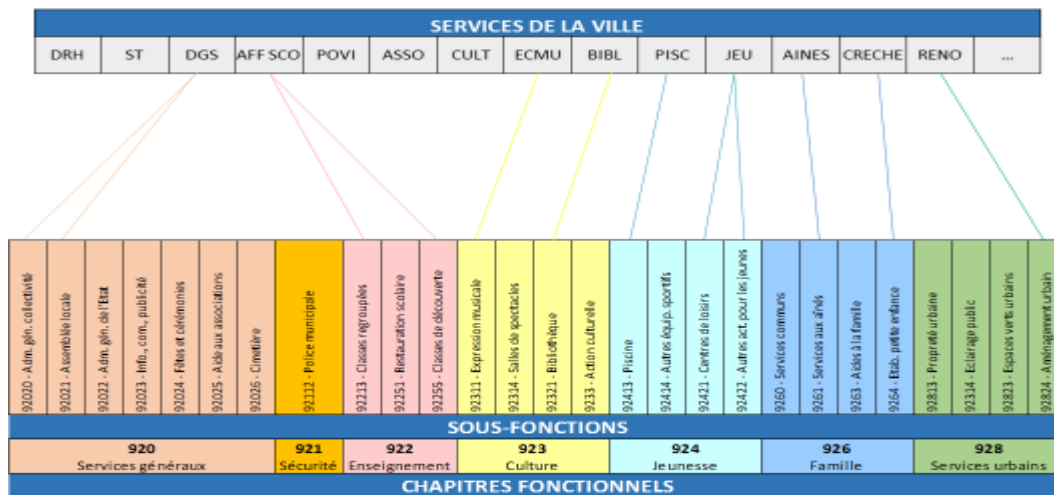 SERVICES DE LA VILLE
DRH ST DGS AFF SCO POVI ASSO CULT ECMU BIBL PISC JEU AINES CRECHE RENO ...
92020 - Adm. gén. collectivité
92021 - Assemblée locale
92022 - Adm. gén. de l'Etat
92023 - Info., com., publicité
92024 - Fêtes et cérémonies
92025 - Aide aux associations
92026 - Cimetière
92112 - Police municipale
92213 - Classes regroupées
92251 - Restauration scolaire
92255 - Classes de découverte
92311 - Expression musicale
92314 - Salles de spectacles
92321 - Bibliothèque
9233 - Action culturelle
92413 - Piscine
92414 - Autres équip. sportifs
92421 - Centres de loisirs
92422 - Autres act. pour les jeunes
9260 - Services communs
9261 - Services aux aînés
9263 - Aides à la famille
9264 - Etab. petite enfance
92813 - Propreté urbaine
92314 - Eclairage public
92823 - Espaces verts urbains
92824 - Aménagement urbain
SOUS-FONCTIONS
920 921 922 923 924 926 928
Services généraux Sécurité Enseignement Culture Jeunesse Famille Services urbains
CHAPITRES FONCTIONNELS